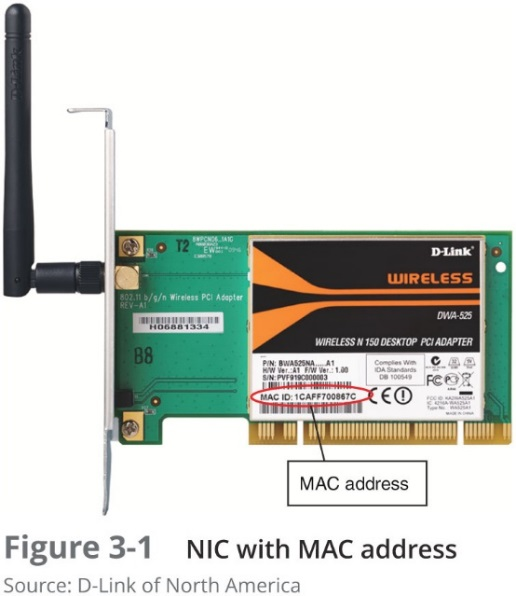 T2
802.11 b/g/n Wireless PCI Adapter
REV-A1
H06881334
B8
D-Link
WIRELESS
DWA-525
WIRELESS N 150 DESKTOP PCI ADAPTER
P/N: BWA525NA.....A1
H/W Ver.:A1 F/W Ver.: 1.00
S/N: PVF919C000003
MAC ID: 1CAFF700867C
Complies With
IDA Standards
DB 100549
CE
FC
MAC address
Figure 3-1 NIC with MAC address
Source: D-Link of North America